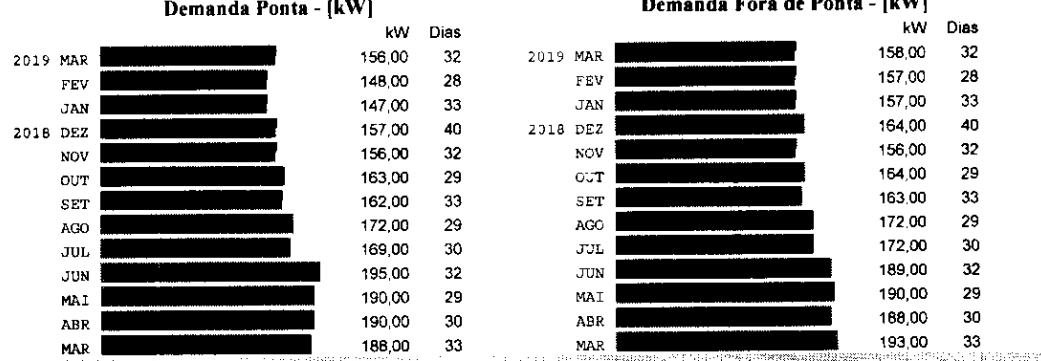 Demanda Ponta - [kW]
kW Dias
2019 MAR 156,00 32
FEV 148,00 28
JAN 147,00 33
2018 DEZ 157,00 40
NOV 156,00 32
OUT 163,00 29
SET 162,00 33
AGO 172,00 29
JUL 169,00 30
JUN 195,00 32
MAI 190,00 29
ABR 190,00 30
MAR 188,00 33
Demanda Fora de Ponta - [kW]
kW Dias
2019 MAR 158,00 32
FEV 157,00 28
JAN 157,00 33
2018 DEZ 164,00 40
NOV 156,00 32
OUT 164,00 29
SET 163,00 33
AGO 172,00 29
JUL 172,00 30
JUN 189,00 32
MAI 190,00 29
ABR 188,00 30
MAR 193,00 33